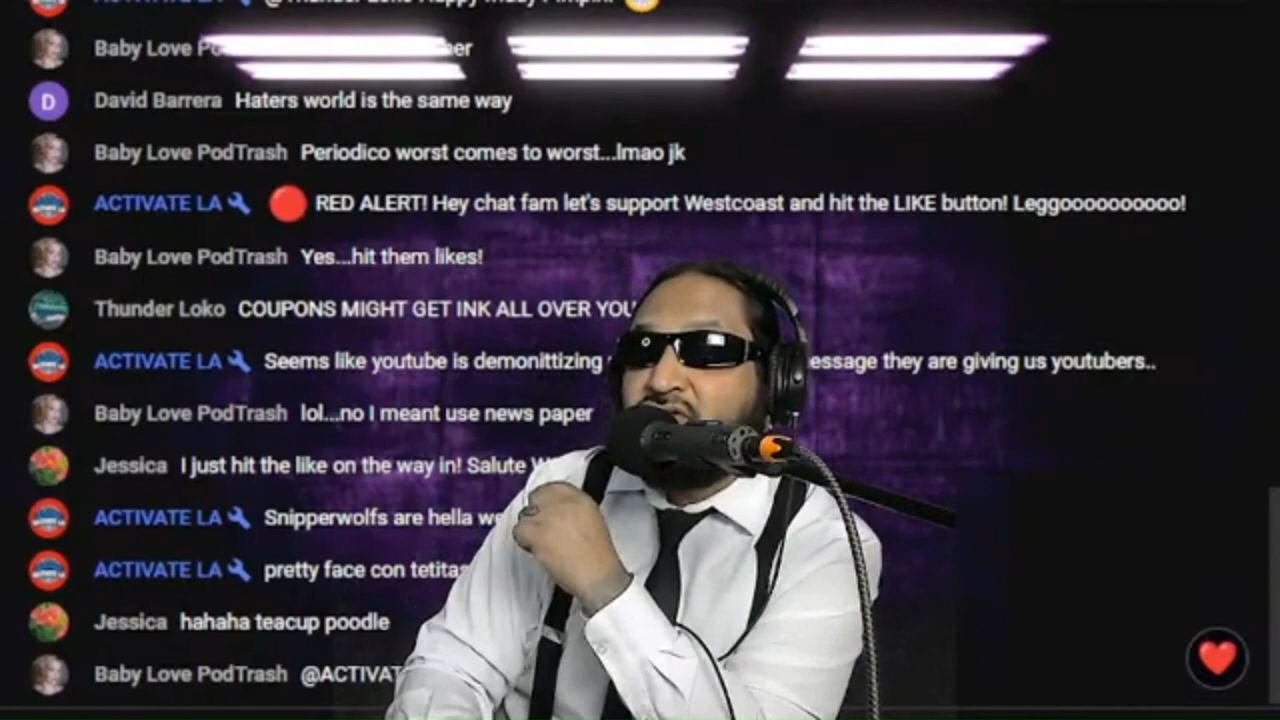 Baby Love
D
David Barrera Haters world is the same way
Baby Love PodTrash Periodico worst comes to worst...lmao jk
ACTIVATE LA RED ALERT! Hey chat fam let's support Westcoast and hit the LIKE button! Leggoooooooooo!
Baby Love PodTrash Yes...hit them likes!
Thunder Loko COUPONS MIGHT GET INK ALL OVER YOU
ACTIVATE LA Seems like youtube is demonittizing essage they are giving us youtubers..
Baby Love PodTrash lol...no I meant use news paper
Jessica I just hit the like on the way in! Salute
ACTIVATE LA Snipperwolfs are hella
ACTIVATE LA pretty face con tetitas
Jessica hahaha teacup poodle
Baby Love PodTrash @ACTIVAT